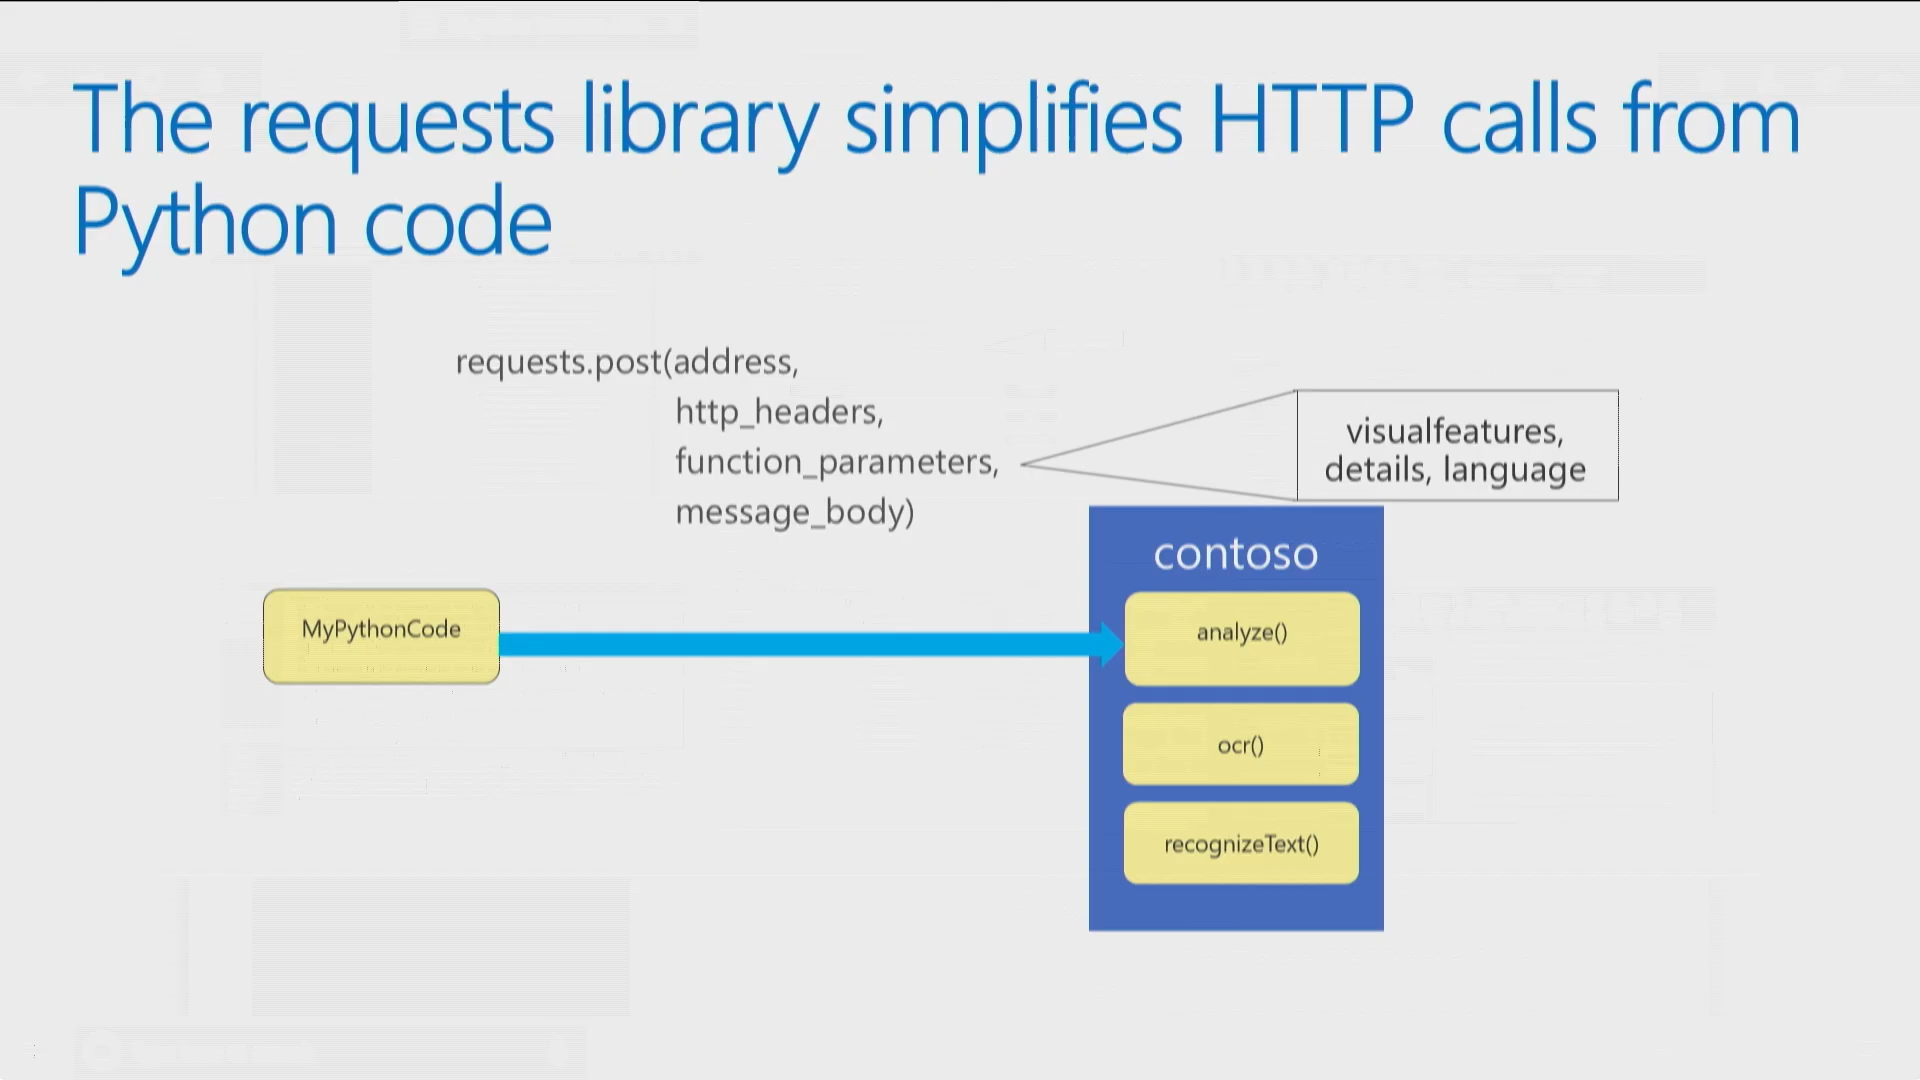 The requests library simplifies HTTP calls from
Python code
requests.post(address,
http_headers,
function_parameters,
message_body)
visualfeatures,
details, language
contoso
MyPythonCode
analyze()
ocr()
recognizeText()